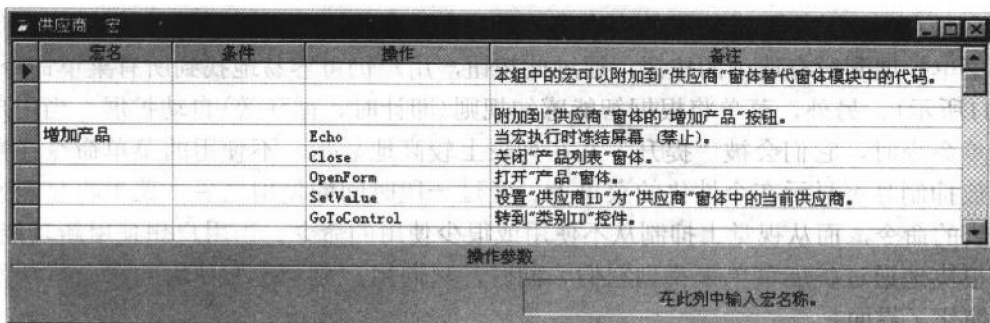 供应商 宏
宏名 条件 操作 备注
本组中的宏可以附加到"供应商"窗体替代窗体模块中的代码。
附加到"供应商"窗体的"增加产品"按钮。
增加产品 Echo 当宏执行时冻结屏幕 (禁止)。
Close 关闭"产品列表"窗体。
OpenForm 打开"产品"窗体。
SetValue 设置"供应商ID"为"供应商"窗体中的当前供应商。
GoToControl 转到"类别ID"控件。
操作参数
在此列中输入宏名称。